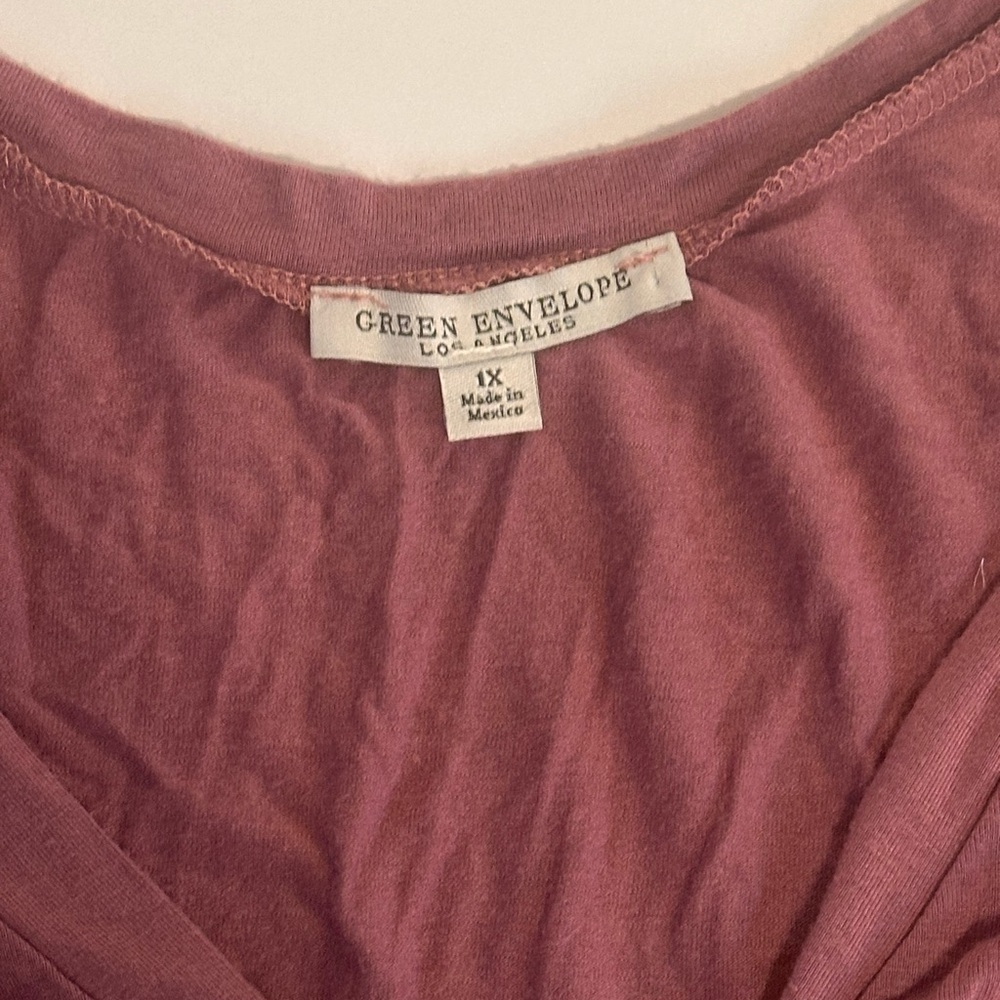 GREEN ENVELOPE
LOS ANGELES
1X
Made in
Mexico